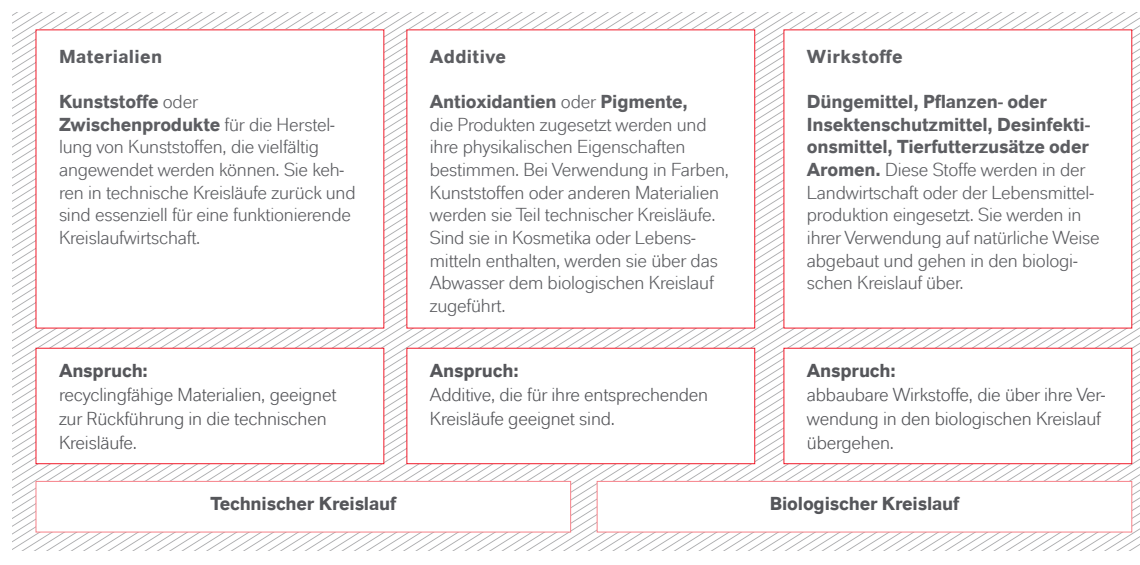 Materialien
Kunststoffe oder
Zwischenprodukte für die Herstel-
lung von Kunststoffen, die vielfältig
angewendet werden können. Sie keh-
ren in technische Kreisläufe zurück und
sind essenziell für eine funktionierende
Kreislaufwirtschaft.
Additive
Antioxidantien oder Pigmente,
die Produkten zugesetzt werden und
ihre physikalischen Eigenschaften
bestimmen. Bei Verwendung in Farben,
Kunststoffen oder anderen Materialien
werden sie Teil technischer Kreisläufe.
Sind sie in Kosmetika oder Lebens-
mitteln enthalten, werden sie über das
Abwasser dem biologischen Kreislauf
zugeführt.
Wirkstoffe
Düngemittel, Pflanzen- oder
Insektenschutzmittel, Desinfekti-
onsmittel, Tierfutterzusätze oder
Aromen. Diese Stoffe werden in der
Landwirtschaft oder der Lebensmittel-
produktion eingesetzt. Sie werden in
ihrer Verwendung auf natürliche Weise
abgebaut und gehen in den biologi-
schen Kreislauf über.
Anspruch:
recyclingfähige Materialien, geeignet
zur Rückführung in die technischen
Kreisläufe.
Anspruch:
Additive, die für ihre entsprechenden
Kreisläufe geeignet sind.
Anspruch:
abbaubare Wirkstoffe, die über ihre Ver-
wendung in den biologischen Kreislauf
übergehen.
Technischer Kreislauf
Biologischer Kreislauf